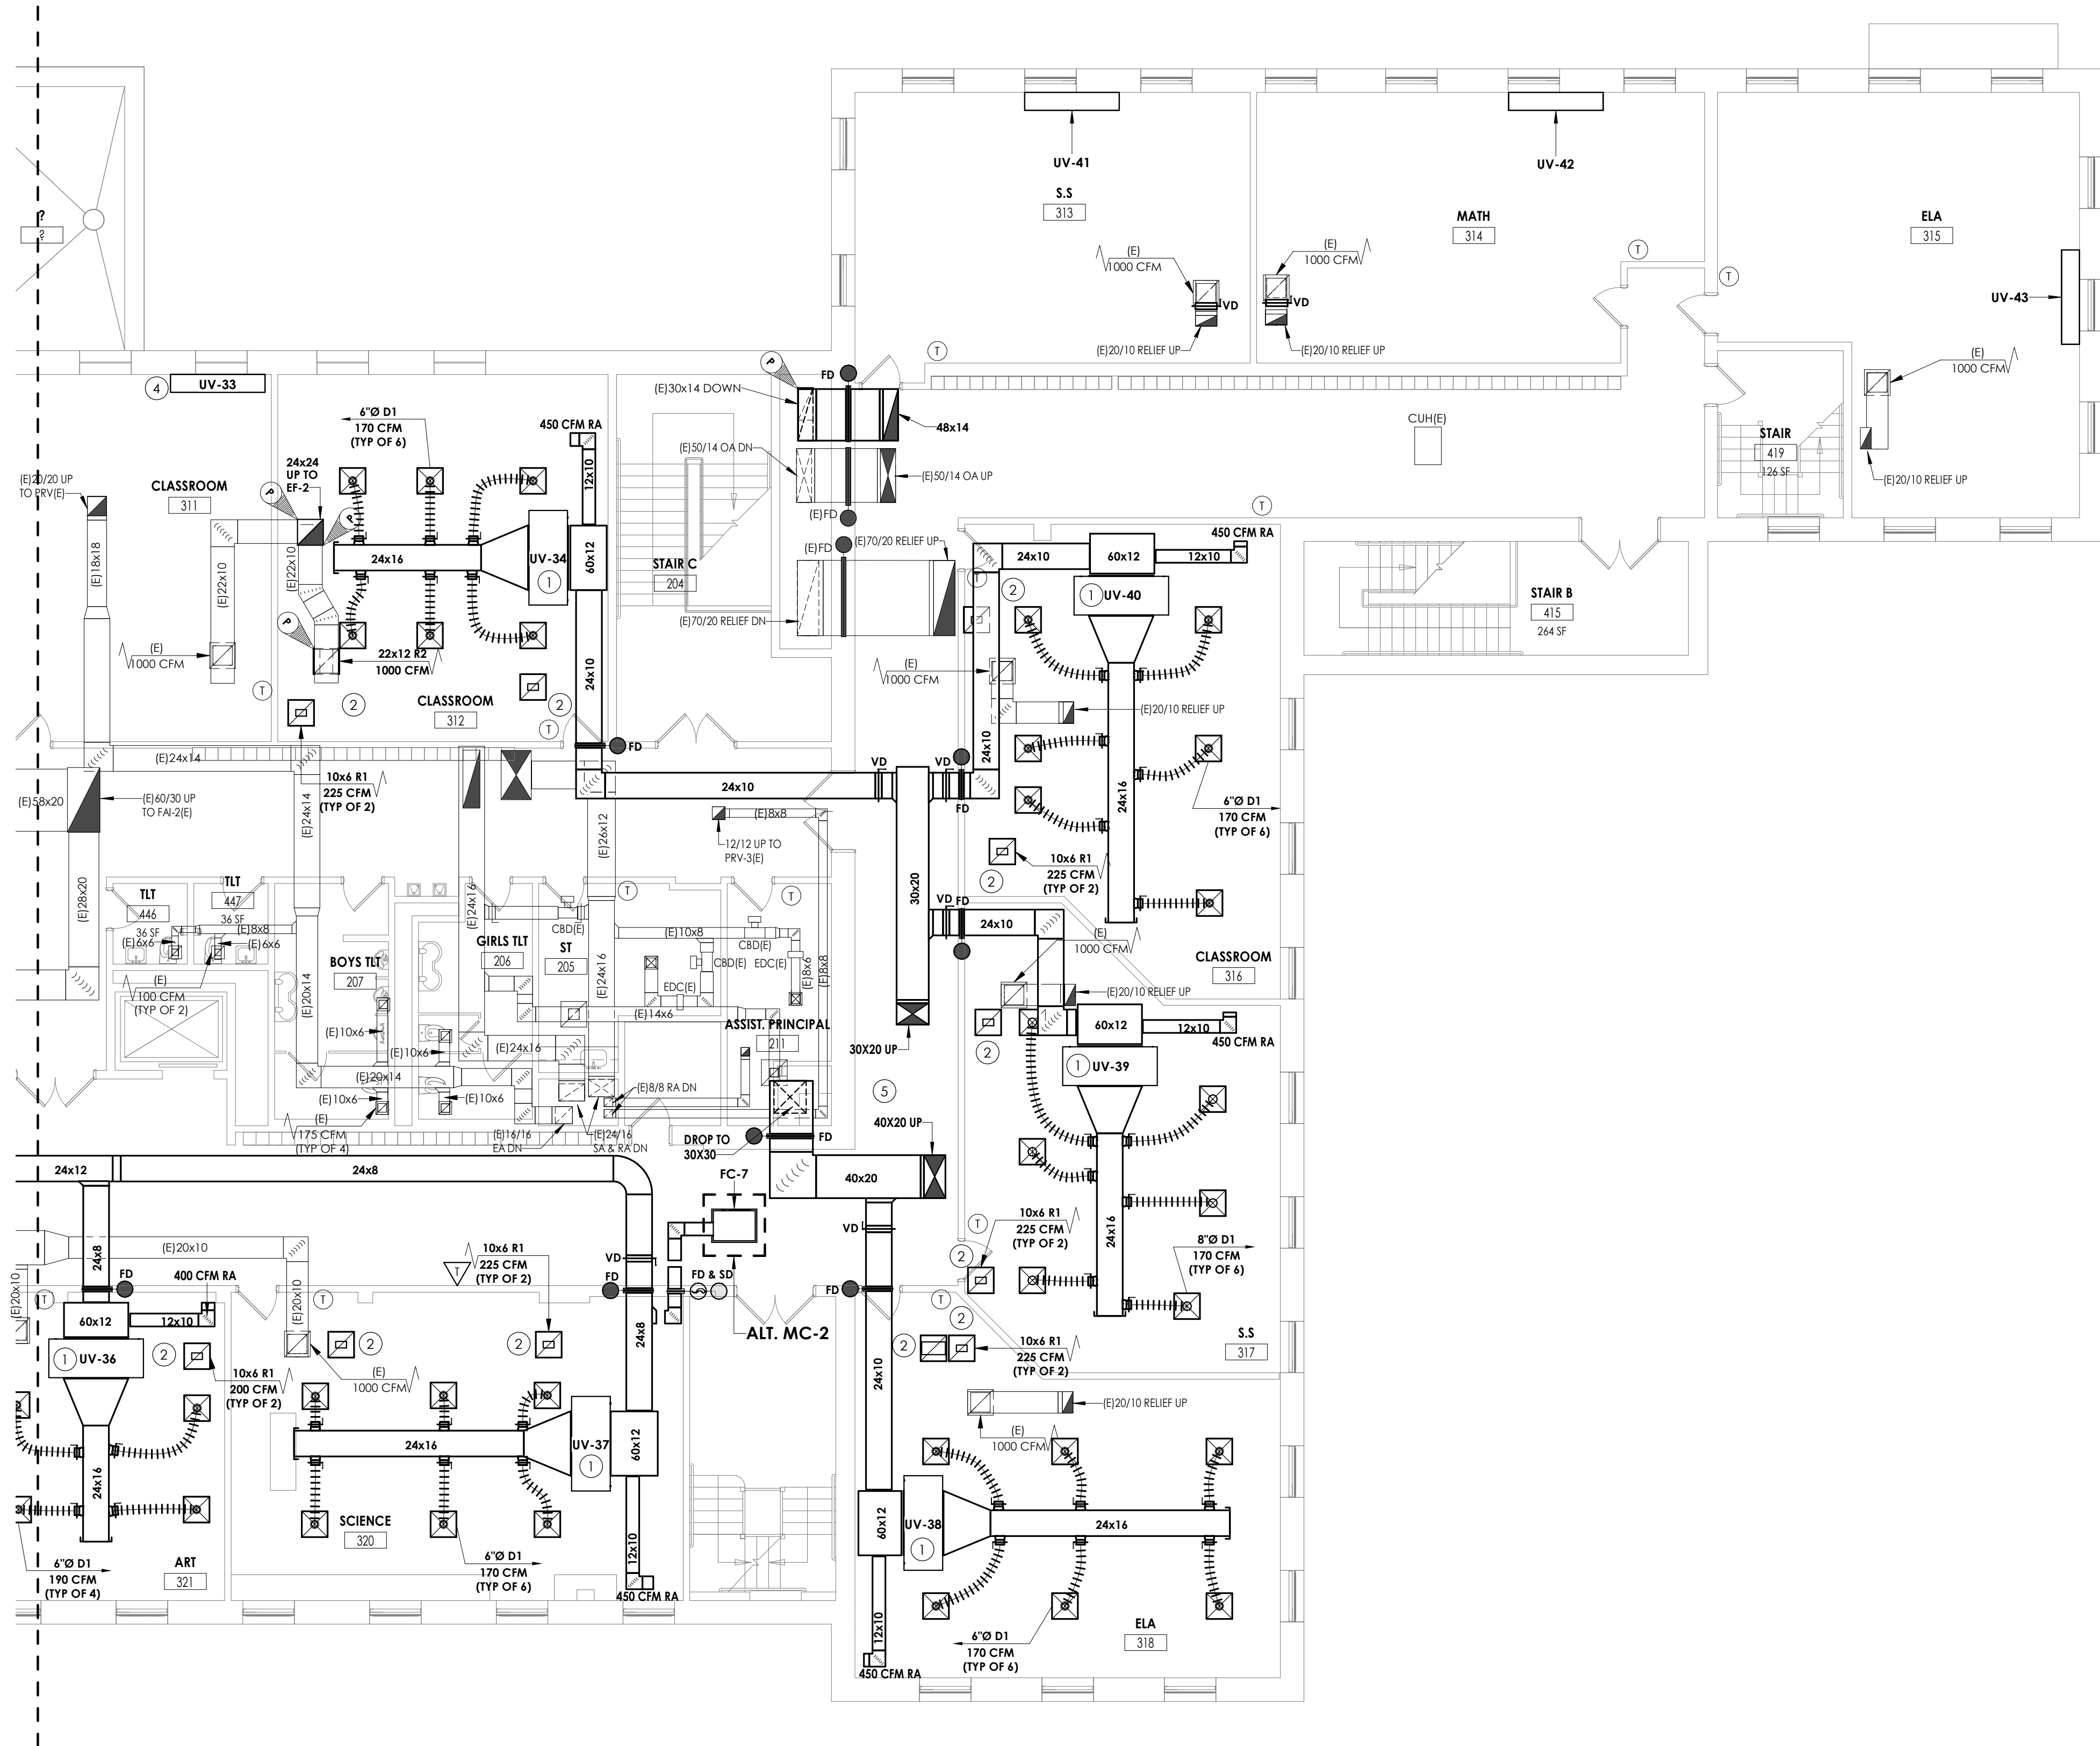 UV-41
S.S
313
(E)
1000 CFM
VD
(E)20/10 RELIEF UP
UV-42
MATH
314
(E)
1000 CFM
VD
(E)20/10 RELIEF UP
T
T
ELA
315
UV-43
(E)
1000 CFM
(E)20/10 RELIEF UP
?
?
4
UV-33
P
FD
T
(E)30x14 DOWN
48x14
(E)50/14 OA DN
(E)50/14 OA UP
(E)FD
(E)FD
(E)70/20 RELIEF UP
(E)70/20 RELIEF DN
CUH(E)
STAIR
419
126 SF
6"Ø D1
170 CFM
(TYP OF 6)
450 CFM RA
12x10
24x24
UP TO
EF-2
P
P
P
(E)20/20 UP
TO PRV(E)
CLASSROOM
311
(E)18x18
(E)22x10
(E)22x10
24x16
UV-34
1
60x12
STAIR C
204
(E)
1000 CFM
22x12 R2
1000 CFM
T
2
CLASSROOM
312
2
T
24x10
FD
T
450 CFM RA
24x10
60x12
12x10
T
2
1
UV-40
STAIR B
415
264 SF
(E)
1000 CFM
(E)20/10 RELIEF UP
24x10
24x16
6"Ø D1
170 CFM
(TYP OF 6)
10x6 R1
225 CFM
(TYP OF 2)
2
VD
VD
FD
24x10
(E)24x14
10x6 R1
225 CFM
(TYP OF 2)
(E)58x20
(E)60/30 UP
TO FAI-2(E)
(E)24x14
(E)26x12
(E)8x8
12/12 UP TO
PRV-3(E)
30x20
(E)28x20
TLT
446
36 SF
TLT
447
36 SF
(E)8x8
(E)6x6
(E)6x6
(E)
100 CFM
(TYP OF 2)
BOYS TLT
207
(E)20x14
(E)24x16
GIRLS TLT
206
CBD(E)
ST
205
(E)24x16
T
T
(E)10x8
CBD(E)
CBD(E)
EDC(E)
(E)8x6
(E)8x8
EDC(E)
(E)14x6
ASSIST. PRINCIPAL
211
(E)10x6
(E)10x6
(E)24x16
(E)20x14
(E)10x6
(E)10x6
(E)8/8 RA DN
(E)
175 CFM
(TYP OF 4)
(E)16/16
EA DN
(E)24/16
SA & RA DN
DROP TO
30X30
FD
30X20 UP
5
40X20 UP
VD
FD
24x10
(E)
1000 CFM
CLASSROOM
316
(E)20/10 RELIEF UP
2
60x12
12x10
450 CFM RA
1
UV-39
24x16
10x6 R1
225 CFM
(TYP OF 2)
T
2
8"Ø D1
170 CFM
(TYP OF 6)
S.S
317
24x12
24x8
FC-7
40x20
VD
24x8
(E)20x10
(E)20x10
(E)20x10
T
10x6 R1
225 CFM
(TYP OF 2)
VD
FD
FD & SD
FD
ALT. MC-2
FD
400 CFM RA
T
T
60x12
12x10
1
UV-36
2
10x6 R1
200 CFM
(TYP OF 2)
2
(E)
1000 CFM
2
24x8
24x16
24x16
UV-37
1
60x12
SCIENCE
320
6"Ø D1
170 CFM
(TYP OF 6)
12x10
450 CFM RA
ART
321
6"Ø D1
190 CFM
(TYP OF 4)
T
2
2
10x6 R1
225 CFM
(TYP OF 2)
24x10
(E)20/10 RELIEF UP
(E)
1000 CFM
60x12
UV-38
1
24x16
12x10
450 CFM RA
6"Ø D1
170 CFM
(TYP OF 6)
ELA
318